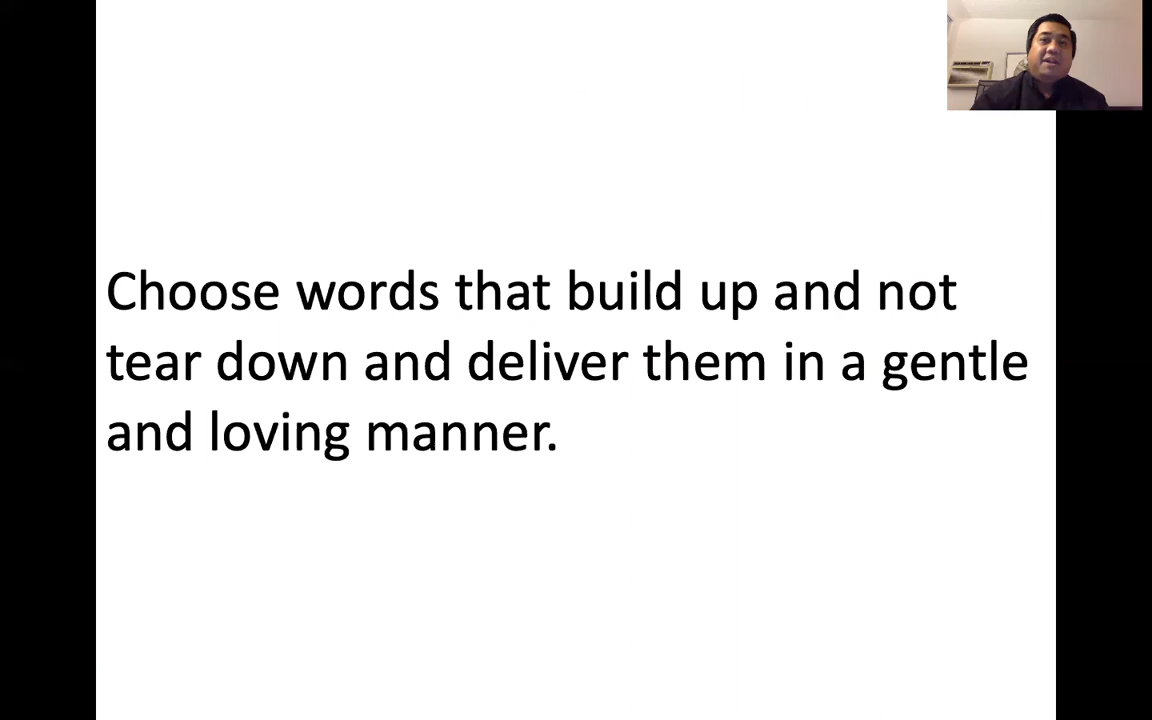 Choose words that build up and not
tear down and deliver them in a gentle
and loving manner.